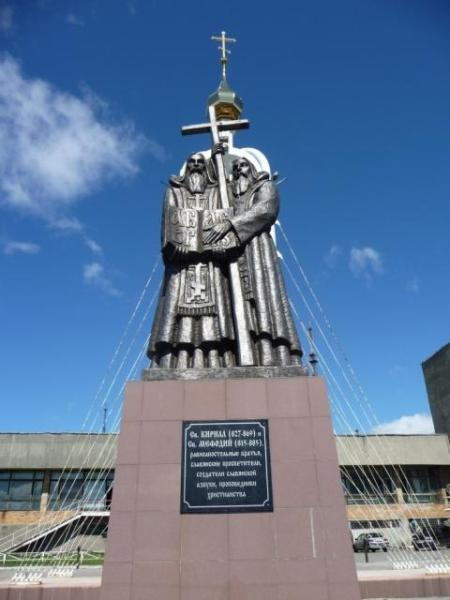 Св. КИРИЛЛ (827-869) и
Св. МЕФОДИЙ (815-885)
равноапостольные братья,
славянские просветители,
создатели славянской
азбуки, проповедники
христианства